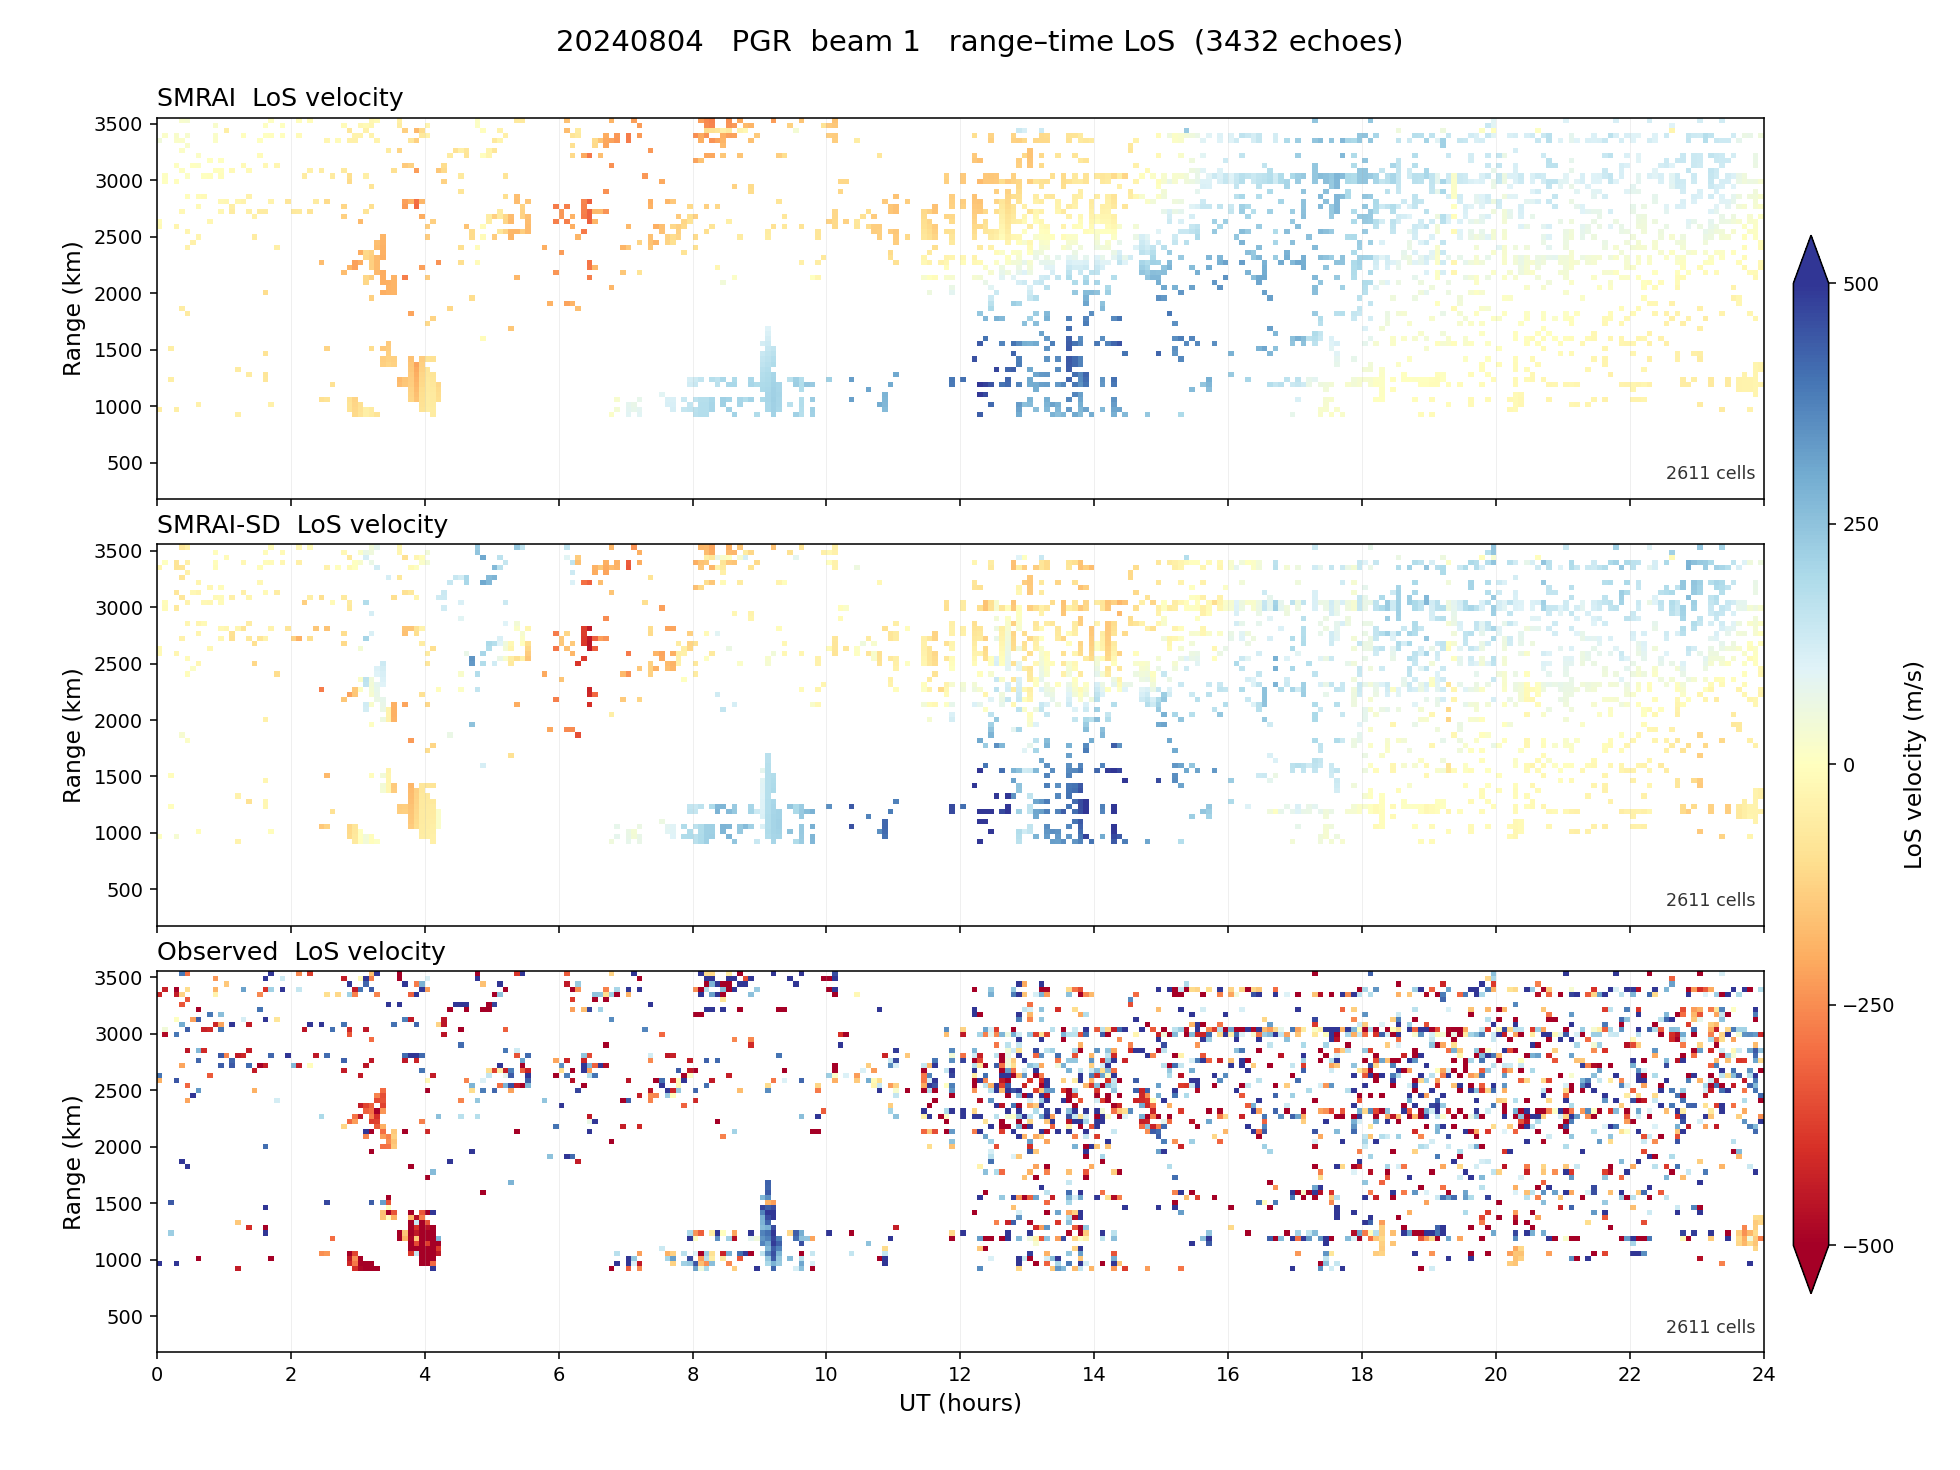 20240804   PGR  beam 1   range–time LoS  (3432 echoes)
SMRAI  LoS velocity
3500
3000
2500
2000
1500
1000
500
Range (km)
2611 cells
SMRAI-SD  LoS velocity
3500
3000
2500
2000
1500
1000
500
Range (km)
2611 cells
Observed  LoS velocity
3500
3000
2500
2000
1500
1000
500
Range (km)
2611 cells
0 2 4 6 8 10 12 14 16 18 20 22 24
UT (hours)
500
250
0
−250
−500
LoS velocity (m/s)